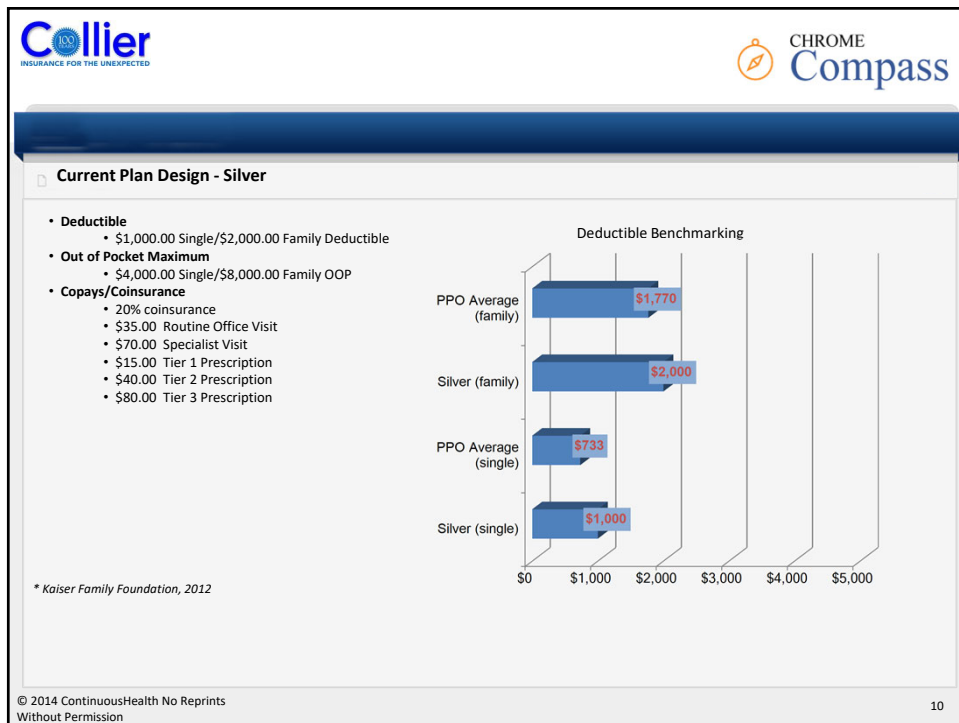 Collier
100
YEARS
INSURANCE FOR THE UNEXPECTED
CHROME
Compass
Current Plan Design - Silver
• Deductible
• $1,000.00 Single/$2,000.00 Family Deductible
• Out of Pocket Maximum
• $4,000.00 Single/$8,000.00 Family OOP
• Copays/Coinsurance
• 20% coinsurance
• $35.00 Routine Office Visit
• $70.00 Specialist Visit
• $15.00 Tier 1 Prescription
• $40.00 Tier 2 Prescription
• $80.00 Tier 3 Prescription
* Kaiser Family Foundation, 2012
Deductible Benchmarking
PPO Average
(family)
$1,770
Silver (family)
$2,000
PPO Average
(single)
$733
Silver (single)
$1,000
$0 $1,000 $2,000 $3,000 $4,000 $5,000
© 2014 ContinuousHealth No Reprints
Without Permission
10